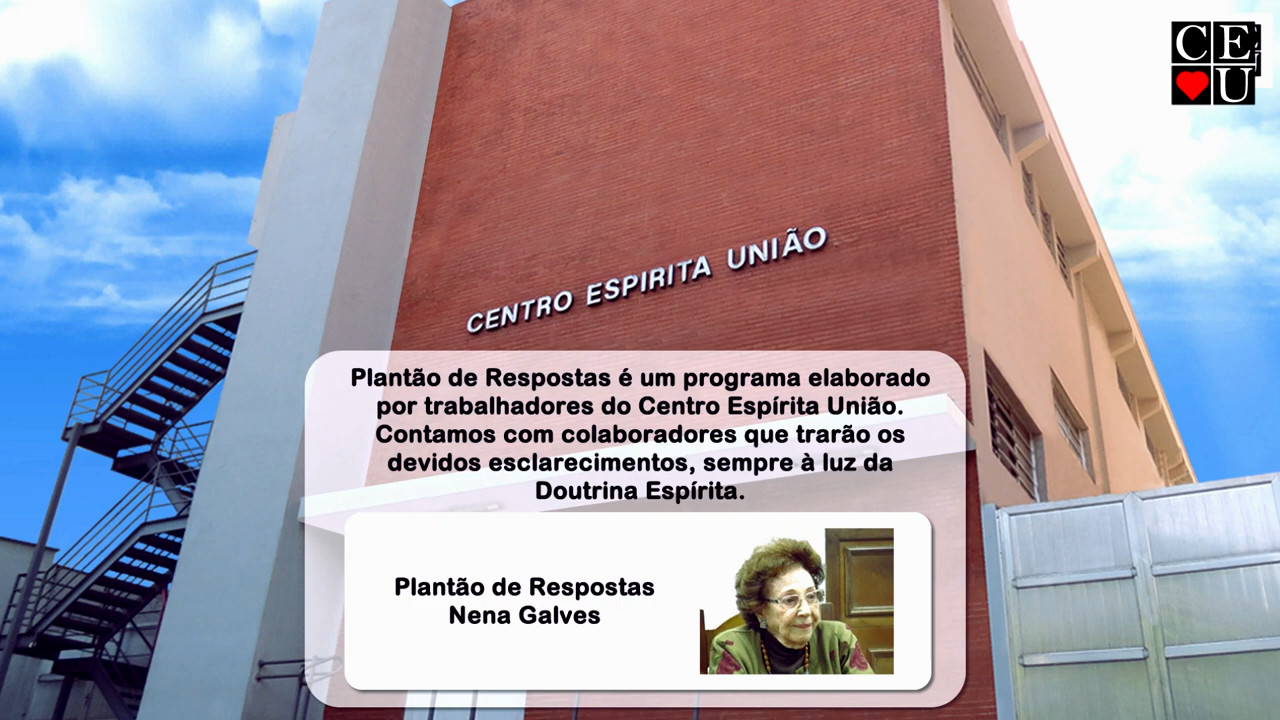 CE
U
CENTRO ESPIRITA UNIÃO
Plantão de Respostas é um programa elaborado
por trabalhadores do Centro Espírita União.
Contamos com colaboradores que trarão os
devidos esclarecimentos, sempre à luz da
Doutrina Espírita.
Plantão de Respostas
Nena Galves